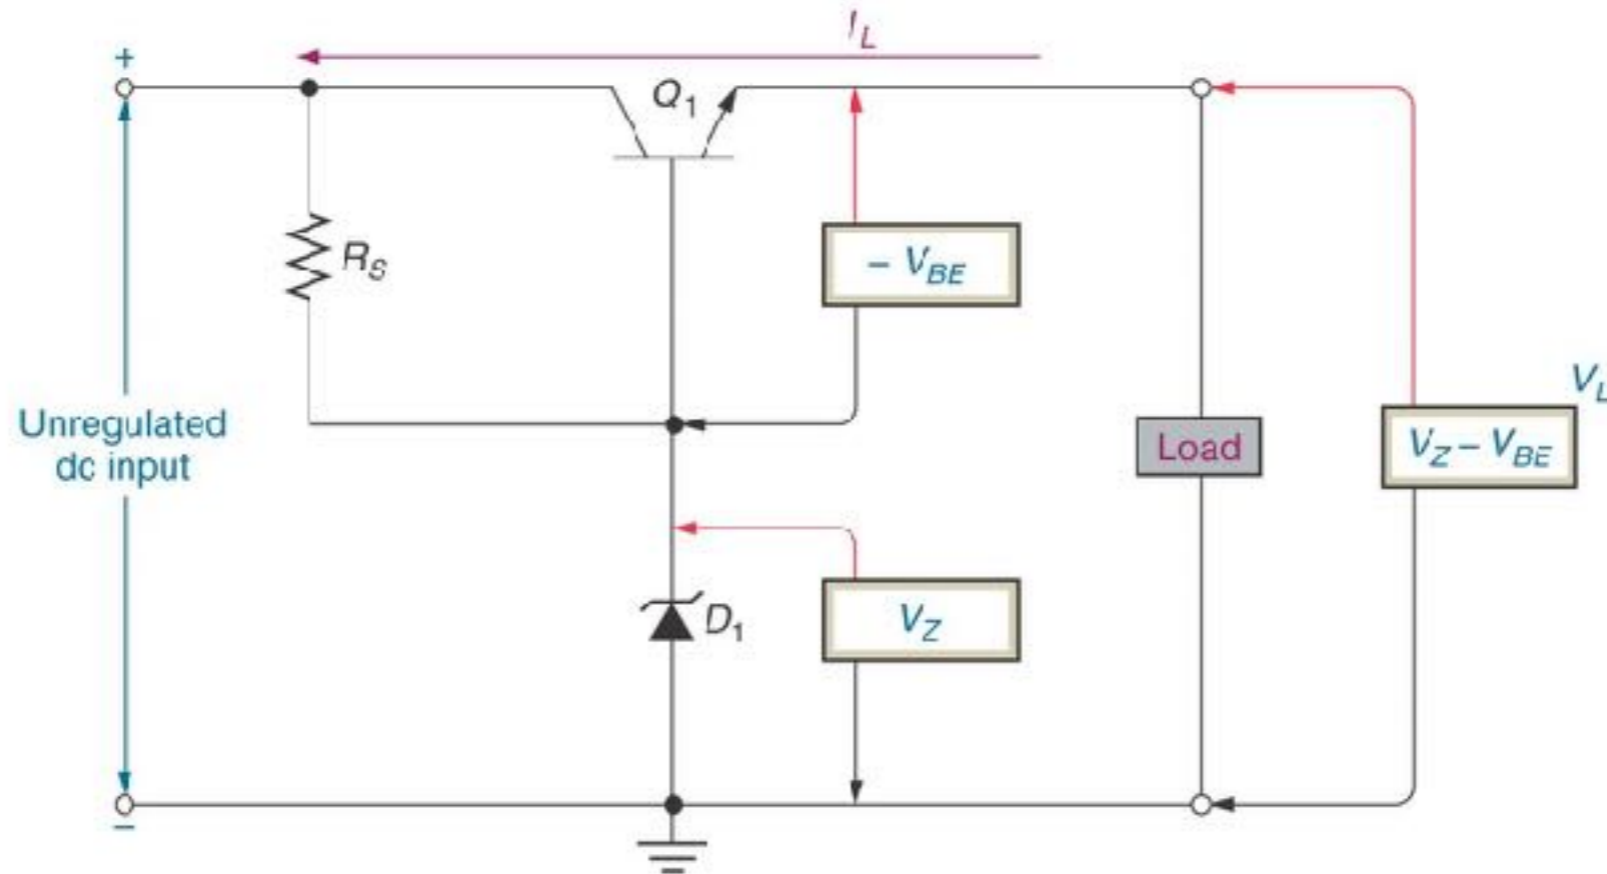 I_L
+
Q_1
R_S
– V_BE
V_L
Unregulated
dc input
Load
V_Z – V_BE
D_1
V_Z
–